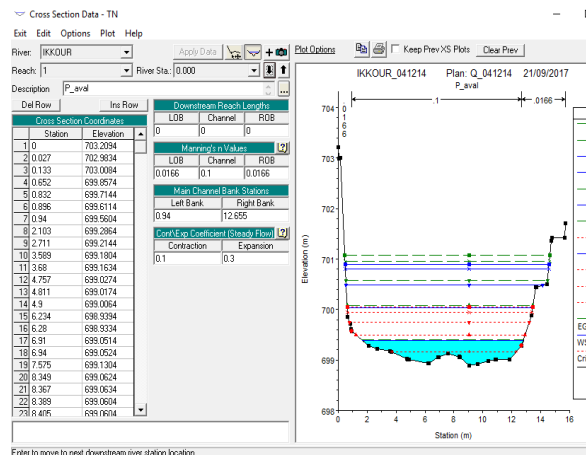 Cross Section Data - TN
Exit Edit Options Plot Help
River: IKKOUR Apply Data Plot Options Keep Prev XS Plots Clear Prev
Reach: 1 River Sta.: 0.000
Description P_aval ...
Del Row Ins Row
Cross Section Coordinates
Station Elevation
1 0 703.2094
2 0.027 702.9834
3 0.133 703.0084
4 0.652 699.8574
5 0.832 699.7144
6 0.896 699.6114
7 0.94 699.5604
8 2.103 699.2864
9 2.711 699.2144
10 3.589 699.1804
11 3.68 699.1634
12 4.757 699.0274
13 4.811 699.0174
14 4.9 699.0064
15 6.234 698.9394
16 6.28 698.9334
17 6.91 699.0514
18 6.94 699.0524
19 7.575 699.1304
20 8.349 699.0624
21 8.367 699.0634
22 8.389 699.0604
23 8.405 699.0604
Downstream Reach Lengths
LOB Channel ROB
0 0 0
Manning's n Values ?
LOB Channel ROB
0.0166 0.1 0.0166
Main Channel Bank Stations
Left Bank Right Bank
0.94 12.655
Cont\Exp Coefficient (Steady Flow) ?
Contraction Expansion
0.1 0.3
IKKOUR_041214 Plan: Q_041214 21/09/2017
P_aval
.0166 .1 .0166
704
703
702
701
700
699
698
Elevation (m)
0 2 4 6 8 10 12 14 16
Station (m)
EG
WS
Cri
Enter to move to next downstream river station location